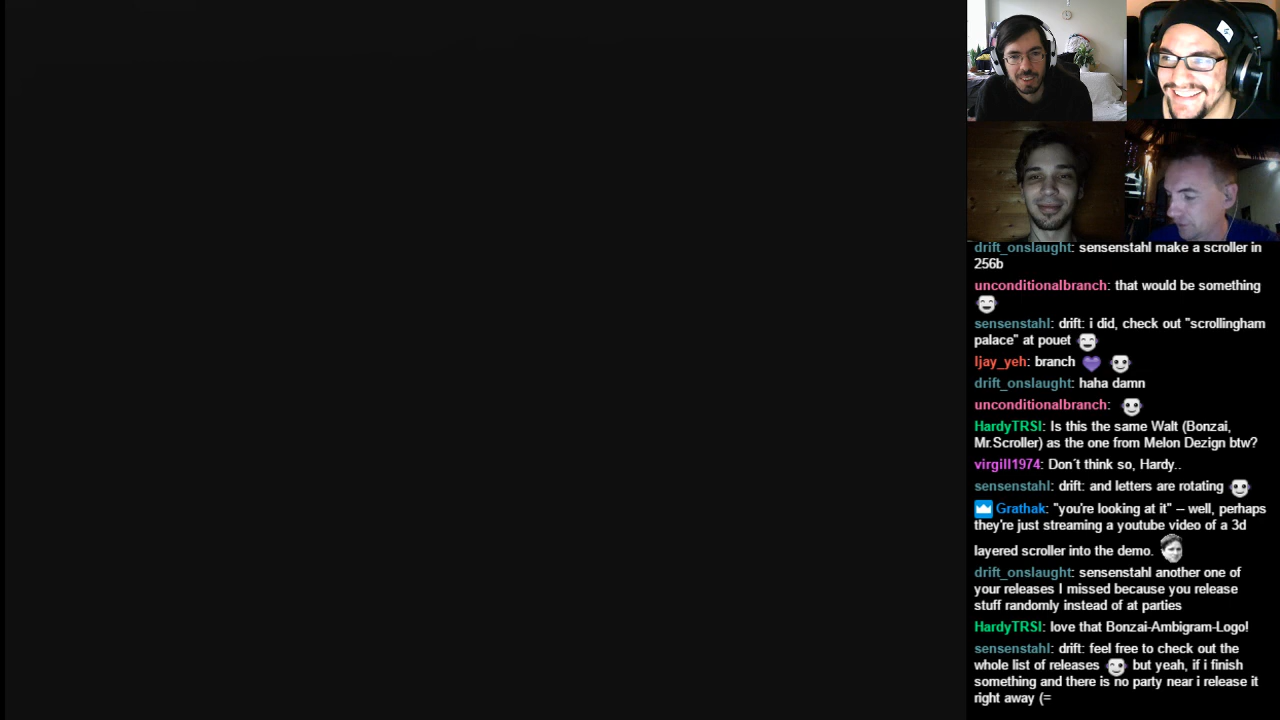 drift_onslaught: sensenstahl make a scroller in
256b
unconditionalbranch: that would be something
sensenstahl: drift: i did, check out "scrollingham
palace" at pouet
ljay_yeh: branch
drift_onslaught: haha damn
unconditionalbranch:
HardyTRSI: Is this the same Walt (Bonzai,
Mr.Scroller) as the one from Melon Dezign btw?
virgill1974: Don´t think so, Hardy..
sensenstahl: drift: and letters are rotating
Grathak: "you're looking at it" – well, perhaps
they're just streaming a youtube video of a 3d
layered scroller into the demo.
drift_onslaught: sensenstahl another one of
your releases I missed because you release
stuff randomly instead of at parties
HardyTRSI: love that Bonzai-Ambigram-Logo!
sensenstahl: drift: feel free to check out the
whole list of releases but yeah, if i finish
something and there is no party near i release it
right away (=